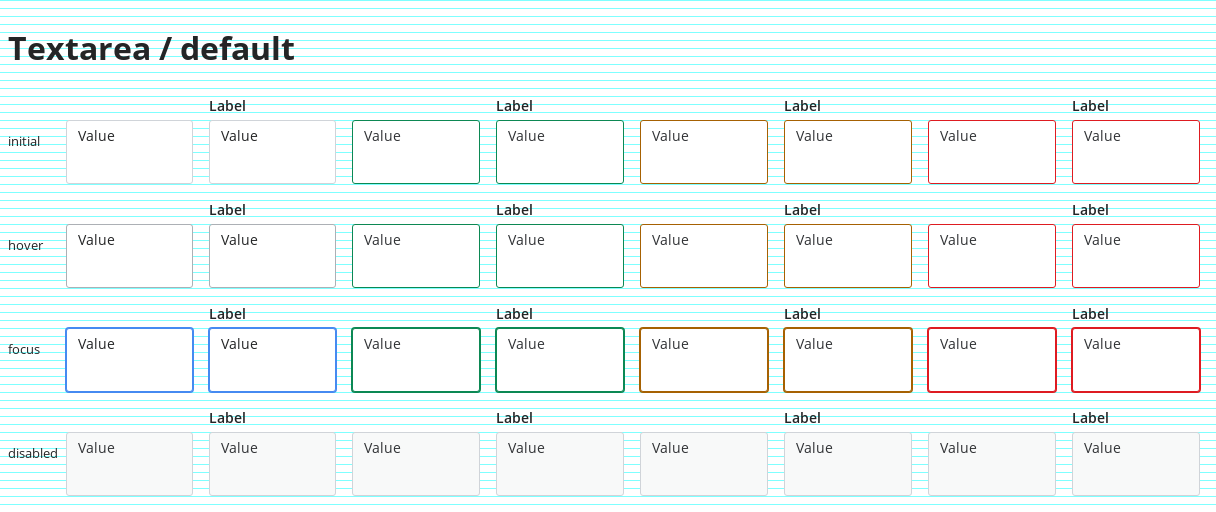 Textarea / default
Label Label Label Label
initial Value Value Value Value Value Value Value Value
Label Label Label Label
hover Value Value Value Value Value Value Value Value
Label Label Label Label
focus Value Value Value Value Value Value Value Value
Label Label Label Label
disabled Value Value Value Value Value Value Value Value